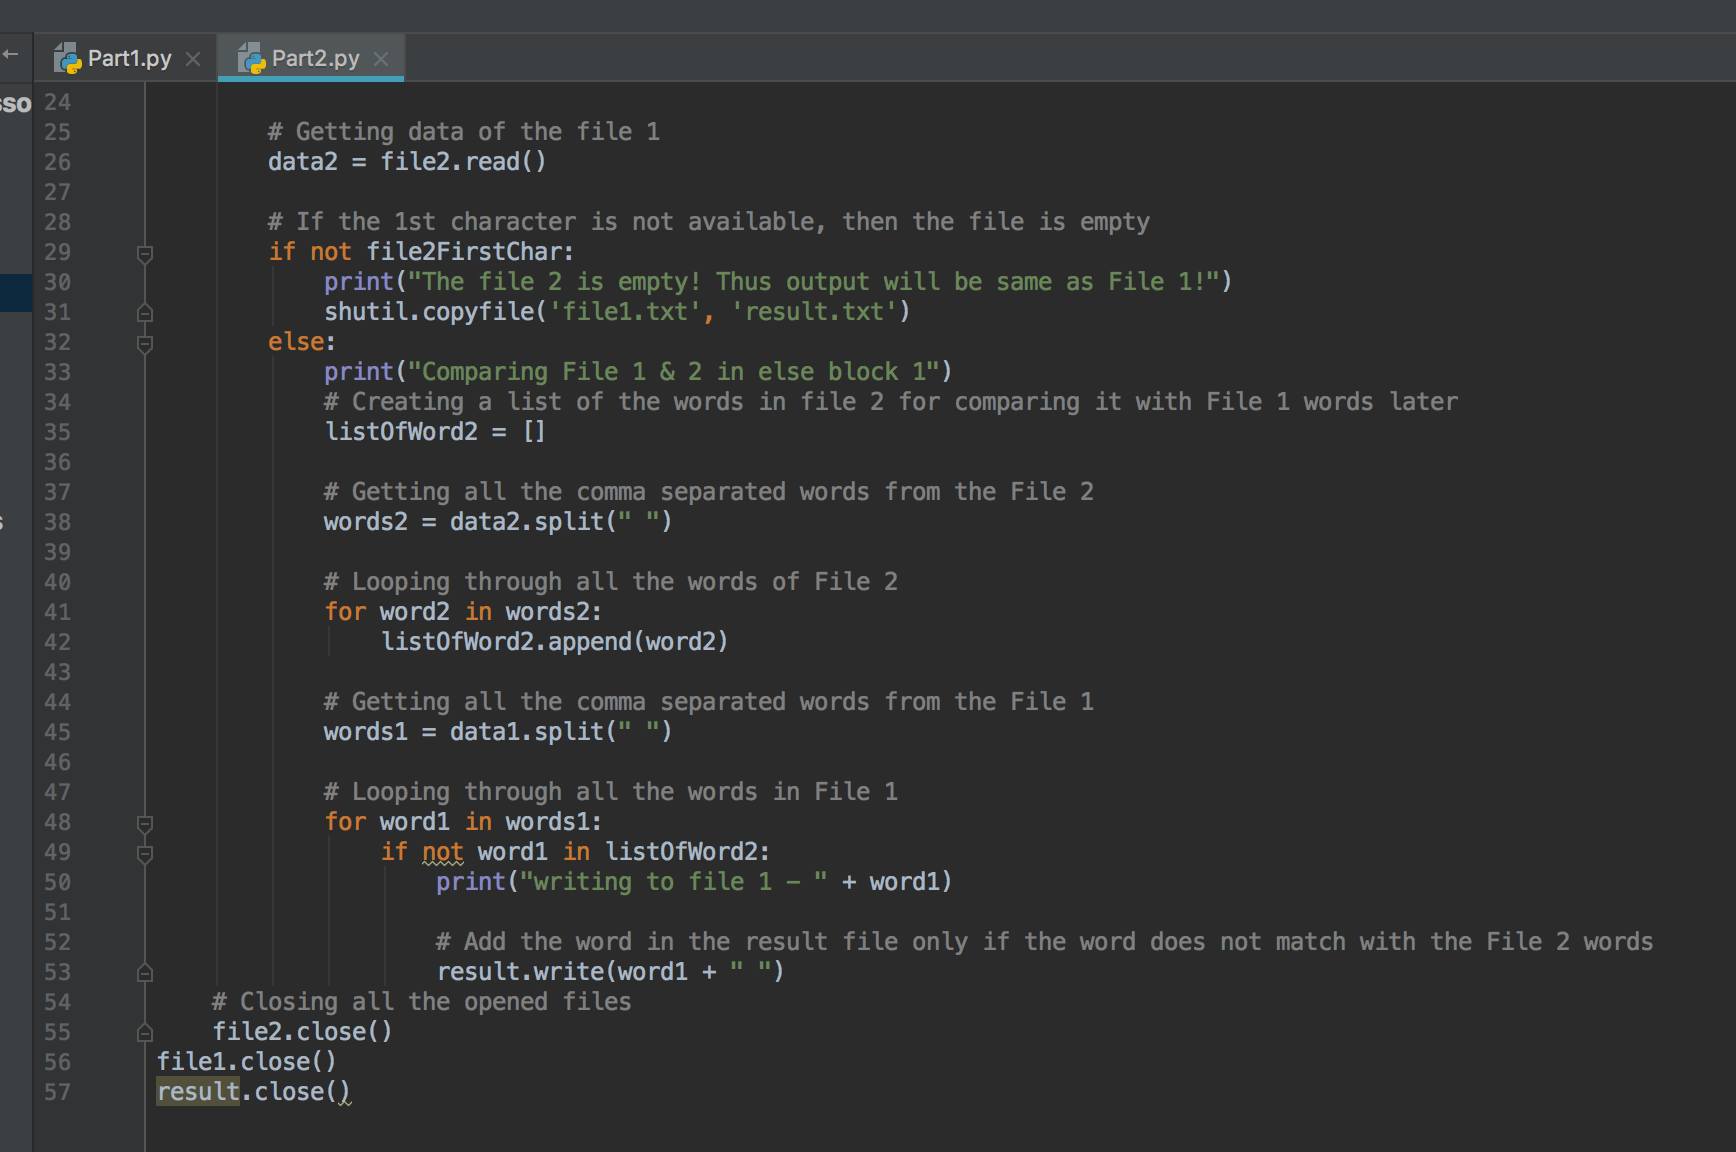 Part1.py Part2.py
sso 24
25 # Getting data of the file 1
26 data2 = file2.read()
27
28 # If the 1st character is not available, then the file is empty
29 if not file2FirstChar:
30 print("The file 2 is empty! Thus output will be same as File 1!")
31 shutil.copyfile('file1.txt', 'result.txt')
32 else:
33 print("Comparing File 1 & 2 in else block 1")
34 # Creating a list of the words in file 2 for comparing it with File 1 words later
35 listOfWord2 = []
36
37 # Getting all the comma separated words from the File 2
s 38 words2 = data2.split(" ")
39
40 # Looping through all the words of File 2
41 for word2 in words2:
42 listOfWord2.append(word2)
43
44 # Getting all the comma separated words from the File 1
45 words1 = data1.split(" ")
46
47 # Looping through all the words in File 1
48 for word1 in words1:
49 if not word1 in listOfWord2:
50 print("writing to file 1 – " + word1)
51
52 # Add the word in the result file only if the word does not match with the File 2 words
53 result.write(word1 + " ")
54 # Closing all the opened files
55 file2.close()
56 file1.close()
57 result.close()